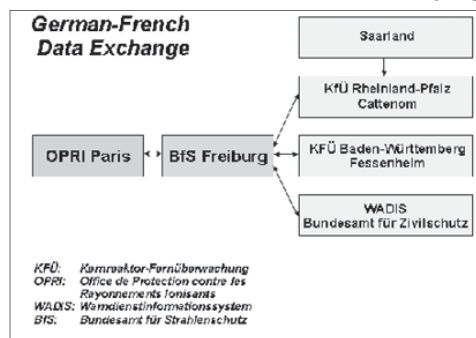 German-French
Data Exchange
Saarland
KfÜ Rheinland-Pfalz
Cattenom
OPRI Paris
BfS Freiburg
KFÜ Baden-Württemberg
Fessenheim
WADIS
Bundesamt für Zivilschutz
KFÜ: Kernreaktor-Fernüberwachung
OPRI: Office de Protection contre les
Rayonnements Ionisants
WADIS: Warndienstinformationssystem
BfS: Bundesamt für Strahlenschutz